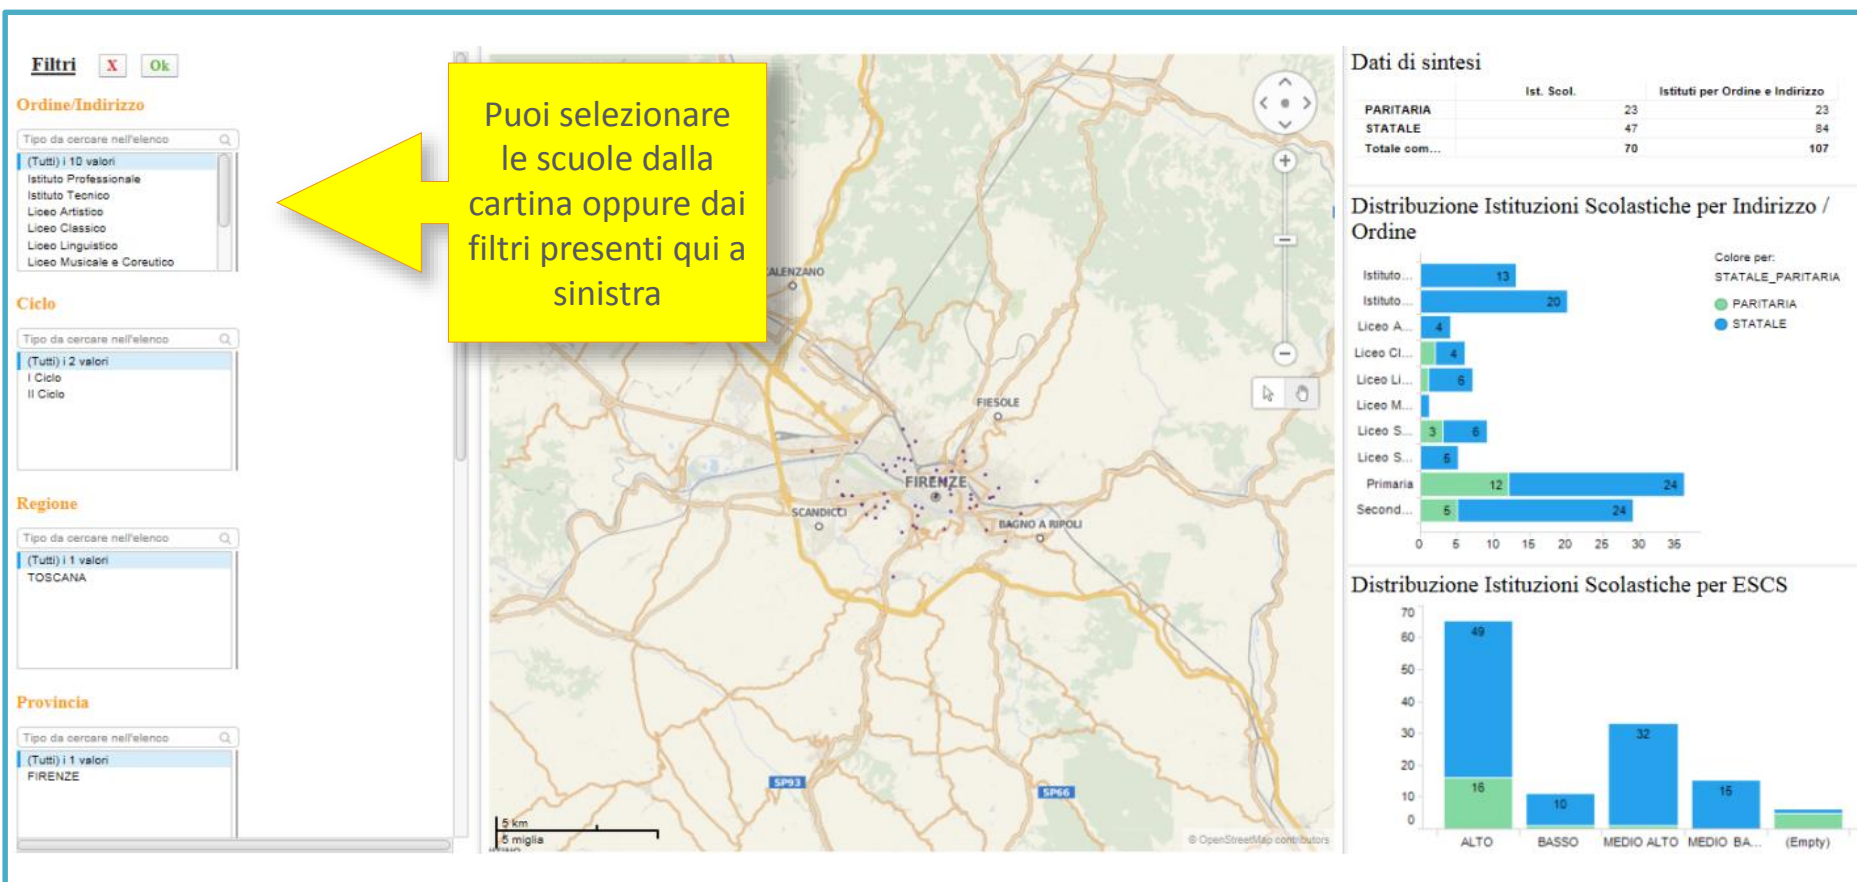 Filtri X Ok
Ordine/Indirizzo
Tipo da cercare nell'elenco
(Tutti) i 10 valori
Istituto Professionale
Istituto Tecnico
Liceo Artistico
Liceo Classico
Liceo Linguistico
Liceo Musicale e Coreutico
Ciclo
Tipo da cercare nell'elenco
(Tutti) i 2 valori
I Ciclo
II Ciclo
Regione
Tipo da cercare nell'elenco
(Tutti) i 1 valori
TOSCANA
Provincia
Tipo da cercare nell'elenco
(Tutti) i 1 valori
FIRENZE
Puoi selezionare
le scuole dalla
cartina oppure dai
filtri presenti qui a
sinistra
ALENZANO
FIESOLE
FIRENZE
SCANDICCI
BAGNO A RIPOLI
SP93
SP66
5 km
5 miglia
© OpenStreetMap contributors
Dati di sintesi
Ist. Scol. Istituti per Ordine e Indirizzo
PARITARIA 23 23
STATALE 47 84
Totale com... 70 107
Distribuzione Istituzioni Scolastiche per Indirizzo /
Ordine
Colore per:
STATALE_PARITARIA
PARITARIA
STATALE
Istituto... 13
Istituto... 20
Liceo A... 4
Liceo Cl... 4
Liceo Li... 6
Liceo M...
Liceo S... 3 6
Liceo S... 5
Primaria 12 24
Second... 5 24
0 5 10 15 20 25 30 35
Distribuzione Istituzioni Scolastiche per ESCS
70
60
50
40
30
20
10
0
49
16
10
32
15
ALTO BASSO MEDIO ALTO MEDIO BA... (Empty)